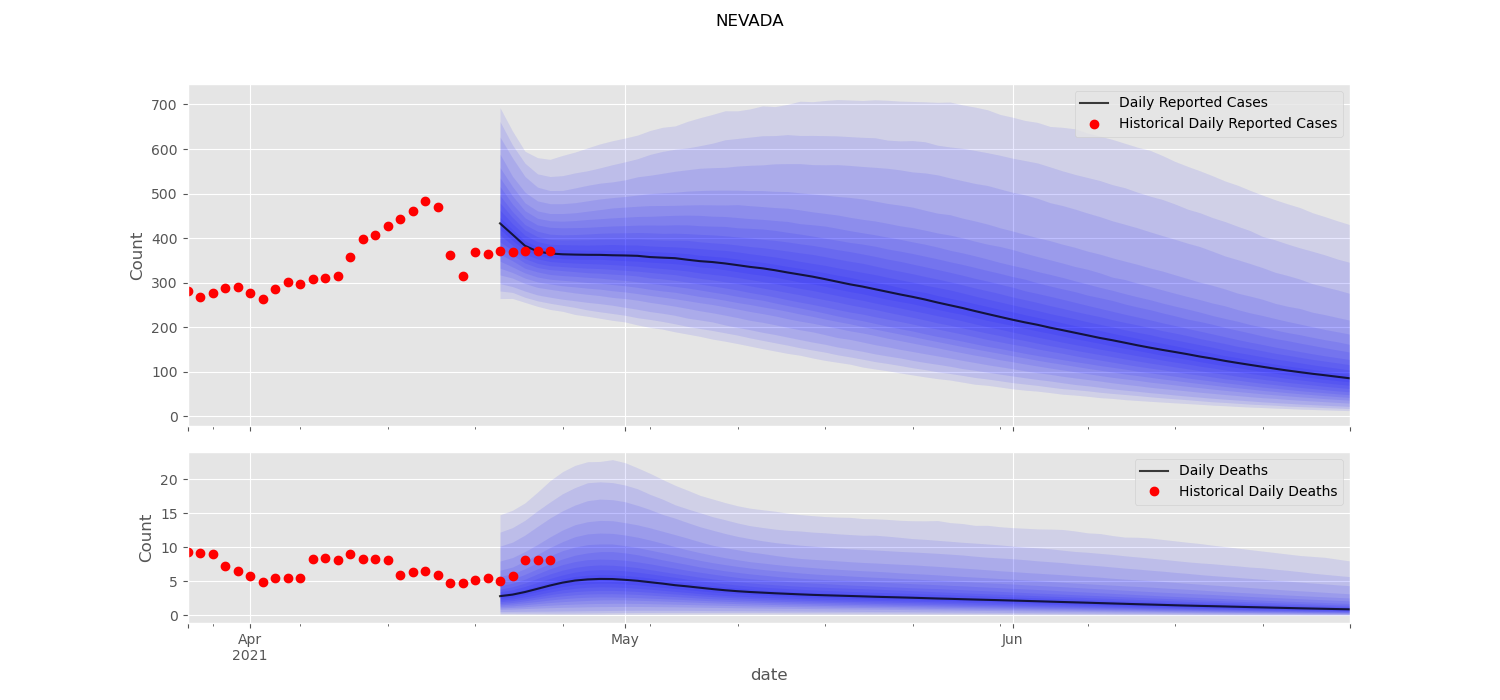 NEVADA
700
600
500
400
300
200
100
0
Count
Daily Reported Cases
Historical Daily Reported Cases
20
15
10
5
0
Count
Daily Deaths
Historical Daily Deaths
Apr
2021
May
Jun
date